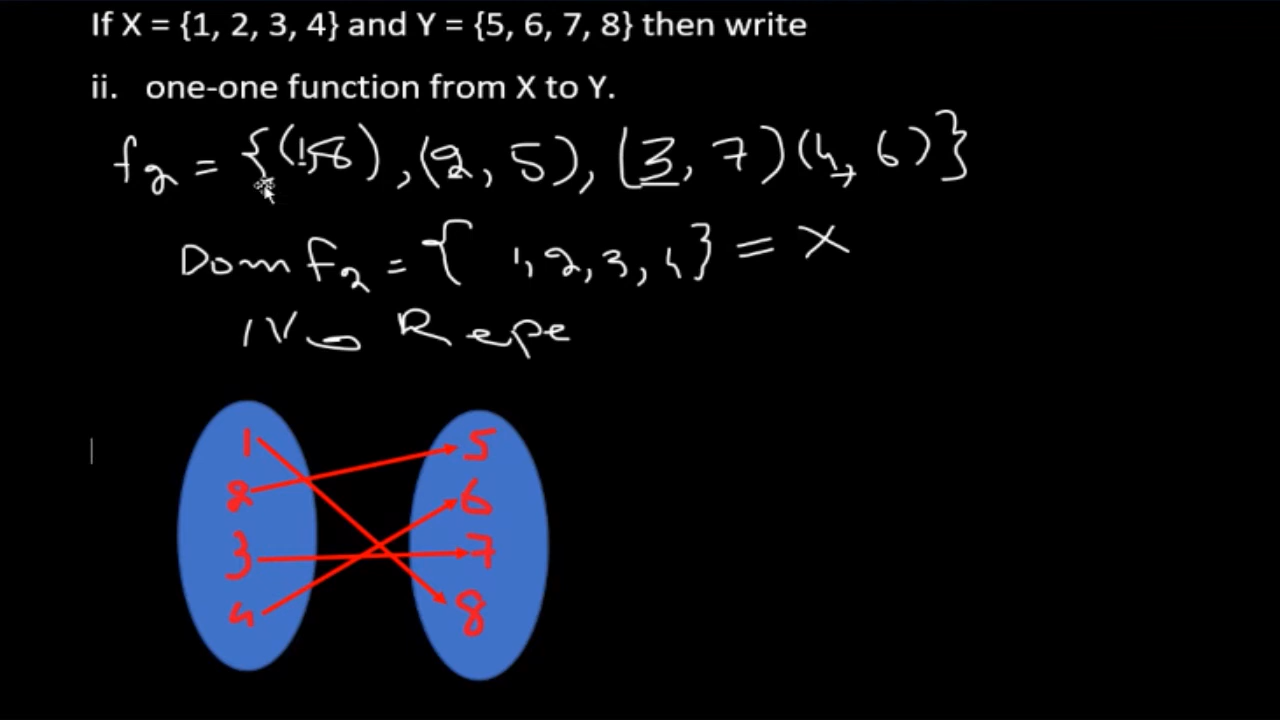 If X = {1, 2, 3, 4} and Y = {5, 6, 7, 8} then write
ii. one-one function from X to Y.
f2 = {(1,8), (2, 5), (3, 7)(4, 6)}
Dom f2 = { 1, 2, 3, 4} = X
No Repe
1 5
2 6
3 7
4 8